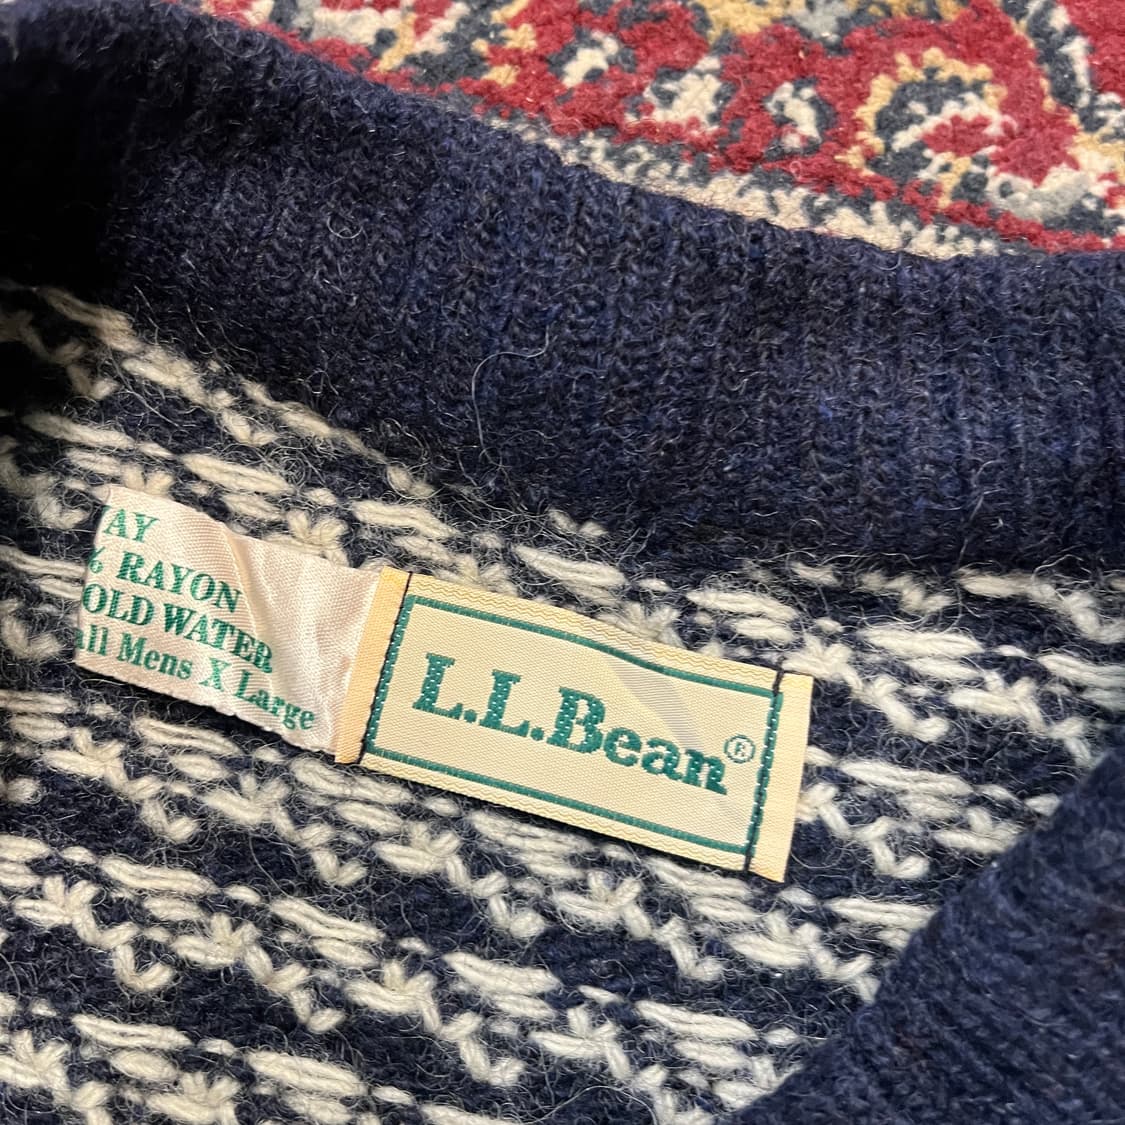 AY
% RAYON
OLD WATER
all Mens X Large
L.L.Bean®